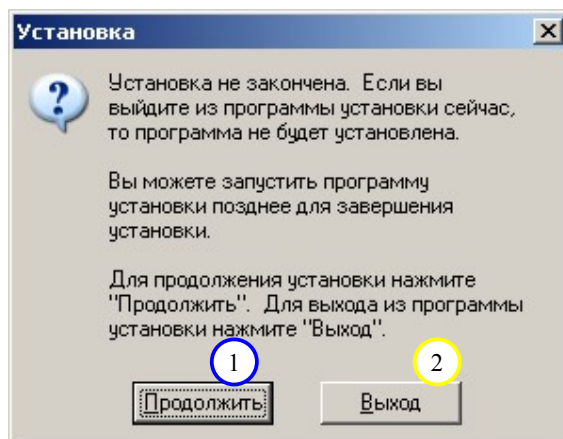 Установка
Установка не закончена. Если вы
выйдите из программы установки сейчас,
то программа не будет установлена.
Вы можете запустить программу
установки позднее для завершения
установки.
Для продолжения установки нажмите
"Продолжить". Для выхода из программы
установки нажмите "Выход".
1 2
Продолжить Выход